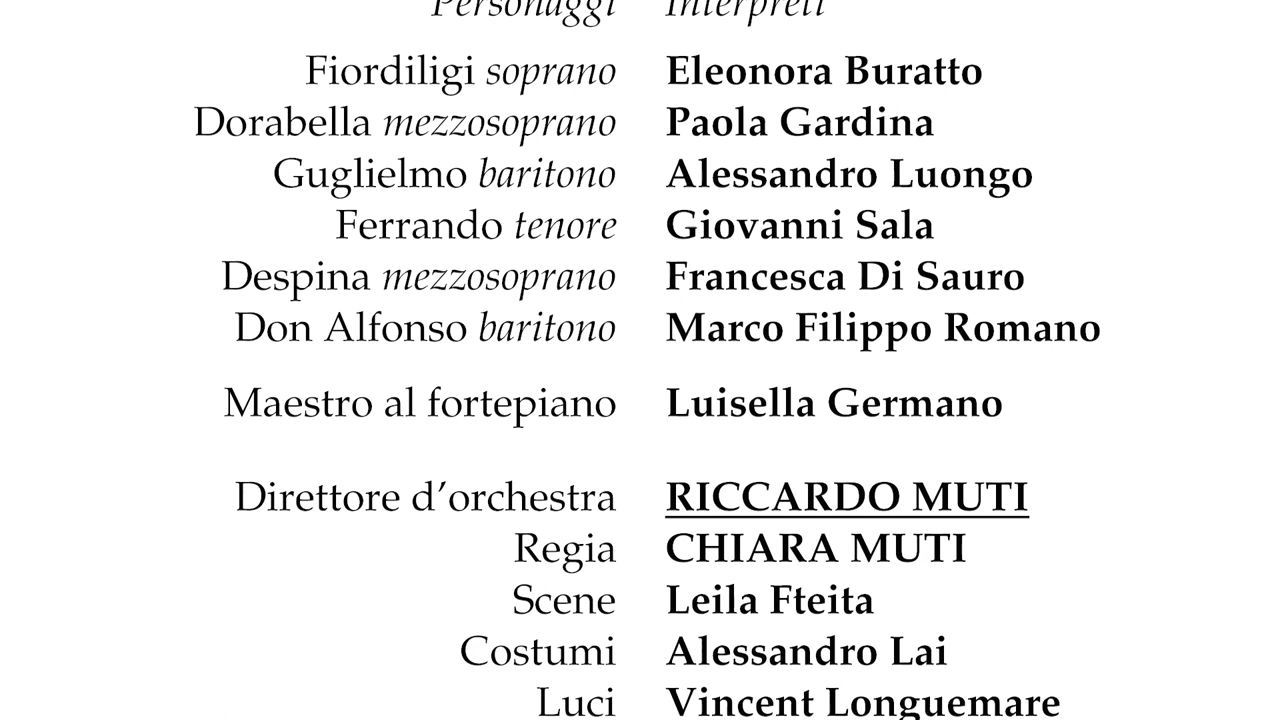 Personaggi Interpreti
Fiordiligi soprano Eleonora Buratto
Dorabella mezzosoprano Paola Gardina
Guglielmo baritono Alessandro Luongo
Ferrando tenore Giovanni Sala
Despina mezzosoprano Francesca Di Sauro
Don Alfonso baritono Marco Filippo Romano
Maestro al fortepiano Luisella Germano
Direttore d’orchestra RICCARDO MUTI
Regia CHIARA MUTI
Scene Leila Fteita
Costumi Alessandro Lai
Luci Vincent Longuemare